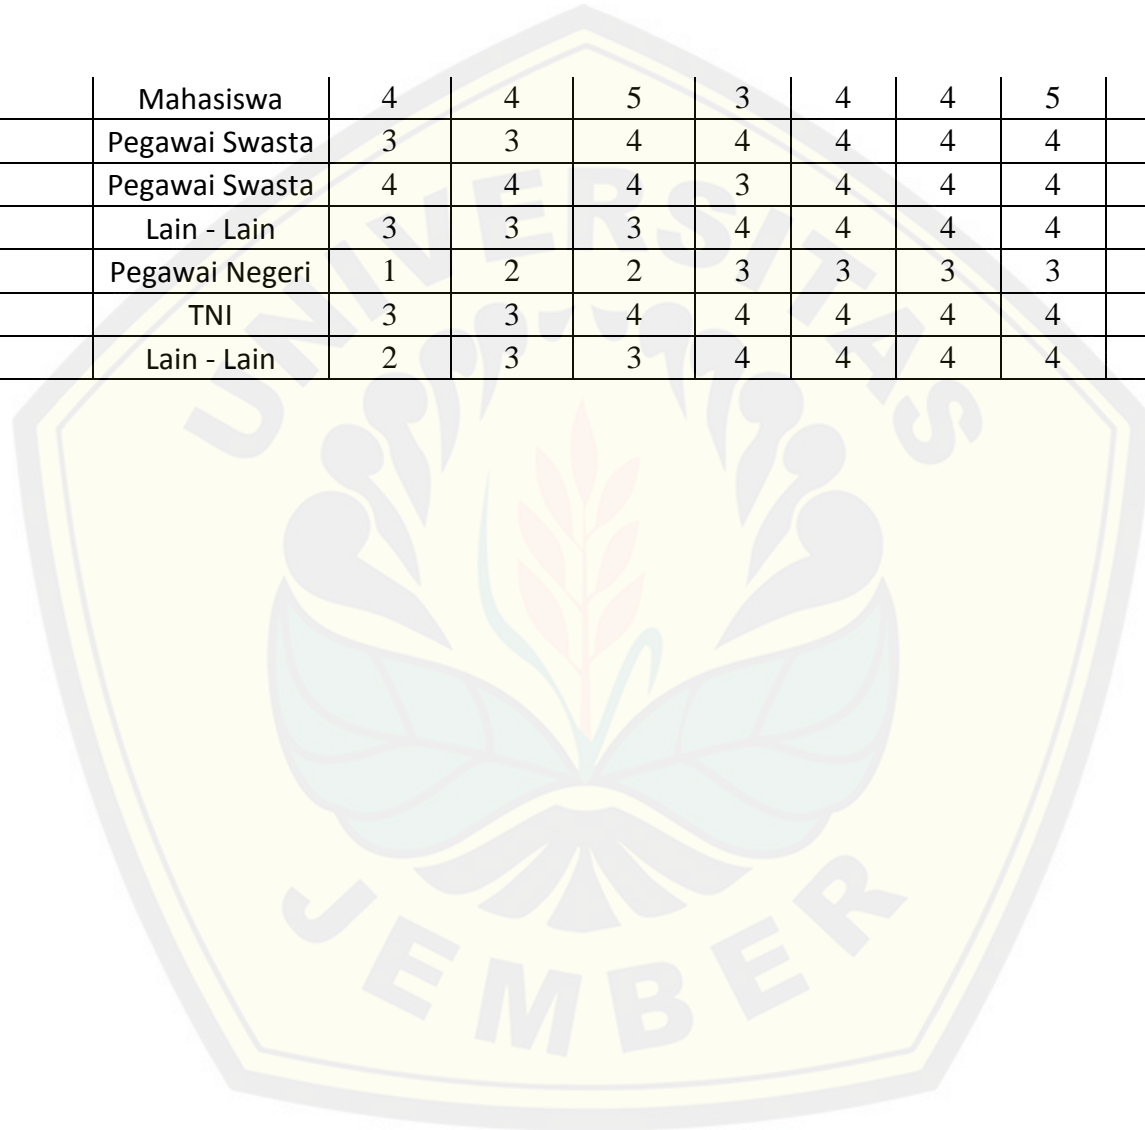 Mahasiswa 4 4 5 3 4 4 5
Pegawai Swasta 3 3 4 4 4 4 4
Pegawai Swasta 4 4 4 3 4 4 4
Lain - Lain 3 3 3 4 4 4 4
Pegawai Negeri 1 2 2 3 3 3 3
TNI 3 3 4 4 4 4 4
Lain - Lain 2 3 3 4 4 4 4
UNIVERSITAS
JEMBER